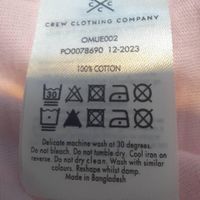 C C
C
CREW CLOTHING COMPANY
OMUE002
PO0078690 12-2023
100% COTTON
30
Delicate machine wash at 30 degrees.
Do not bleach. Do not tumble dry. Cool iron on
reverse. Do not dry clean. Wash with similar
colours. Reshape whilst damp.
Made in Bangladesh